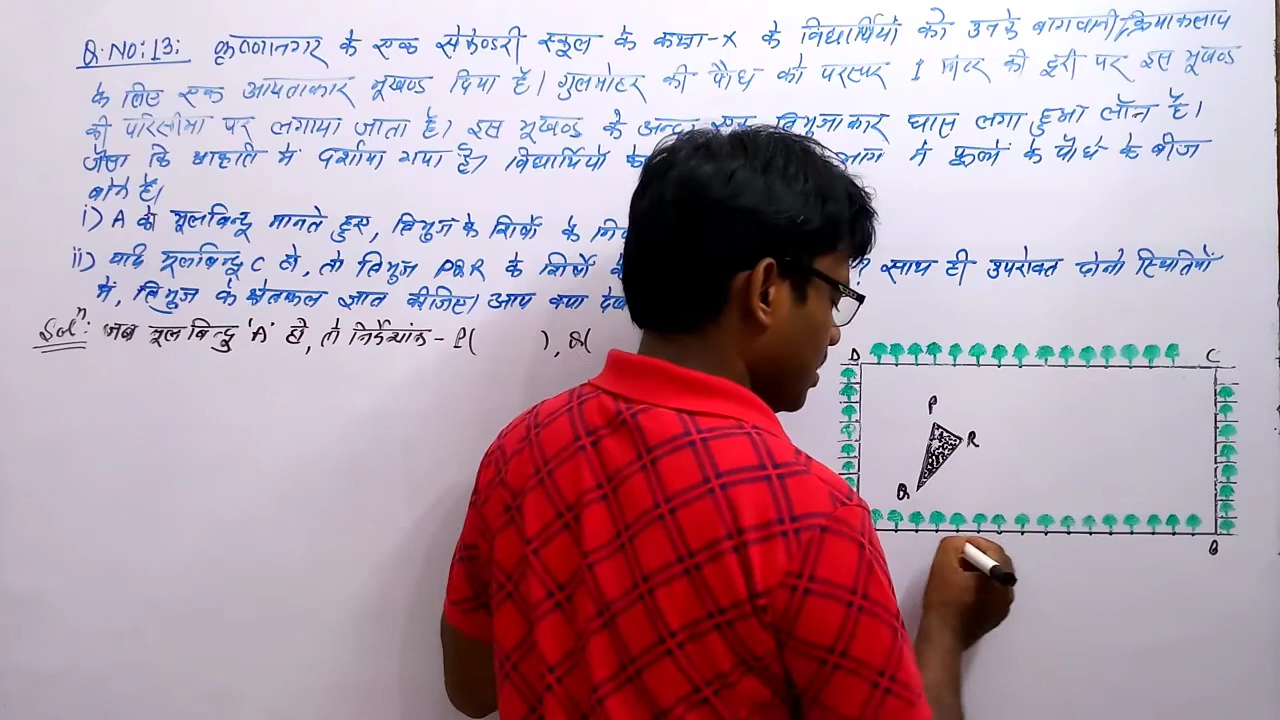 Q.NO:13: कृष्णानगर के एक सेकेण्डरी स्कूल के कक्षा-X के विद्यार्थियों को उनके बागवानी क्रियाकलाप
के लिए एक आयताकार भूखण्ड दिया है। गुलमोहर की पौधे को परस्पर 1 मीटर की दूरी पर इस भूखण्ड
की परिसीमा पर लगाया जाता है। इस भूखण्ड के अन्दर एक त्रिभुजाकार घास लगा हुआ लॉन है।
जैसा कि आकृति में दर्शाया गया है। विद्यार्थियों के भाग में फूलों के पौधे के बीज
बोने हैं।
i) A को मूलबिन्दू मानते हुए, त्रिभुज के शिर्षों के
ii) यदि मूलबिन्दू C हो, तो त्रिभुज PQR के शिर्षों के ? साथ ही उपरोक्त दोनो स्थितियों
में, त्रिभुज के क्षेत्रफल ज्ञात कीजिए। आप क्या
Solⁿ: जब मूलबिन्दु 'A' हो, तो निर्देशांक - P( ), Q(
D C
P
R
Q
B